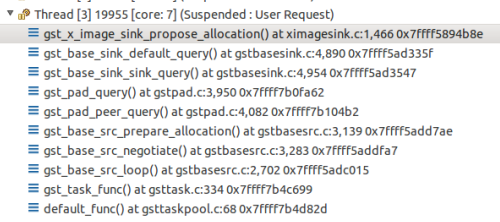 Thread [3] 19955 [core: 7] (Suspended : User Request)
gst_x_image_sink_propose_allocation() at ximagesink.c:1,466 0x7ffff5894b8e
gst_base_sink_default_query() at gstbasesink.c:4,890 0x7ffff5ad335f
gst_base_sink_sink_query() at gstbasesink.c:4,954 0x7ffff5ad3547
gst_pad_query() at gstpad.c:3,950 0x7ffff7b0fa62
gst_pad_peer_query() at gstpad.c:4,082 0x7ffff7b104b2
gst_base_src_prepare_allocation() at gstbasesrc.c:3,139 0x7ffff5add7ae
gst_base_src_negotiate() at gstbasesrc.c:3,283 0x7ffff5addfa7
gst_base_src_loop() at gstbasesrc.c:2,702 0x7ffff5adc015
gst_task_func() at gsttask.c:334 0x7ffff7b4c699
default_func() at gsttaskpool.c:68 0x7ffff7b4d82d